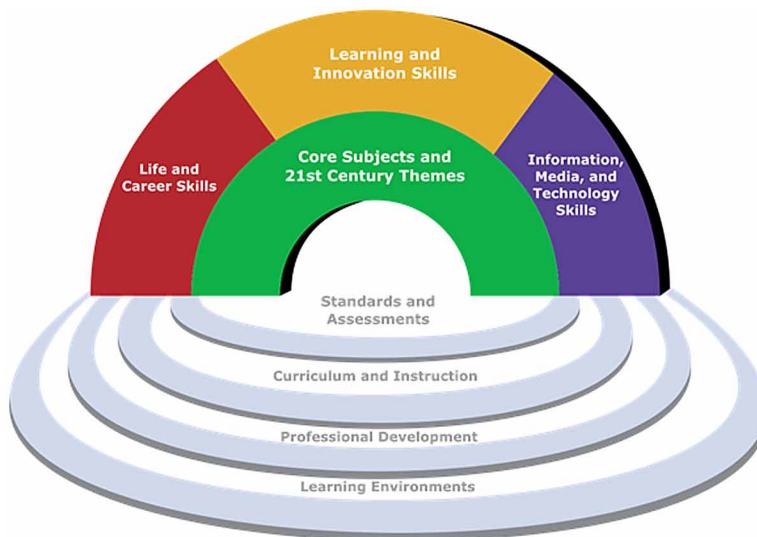 Learning and
Innovation Skills
Core Subjects and
21st Century Themes
Life and
Career Skills
Information,
Media, and
Technology
Skills
Standards and
Assessments
Curriculum and Instruction
Professional Development
Learning Environments